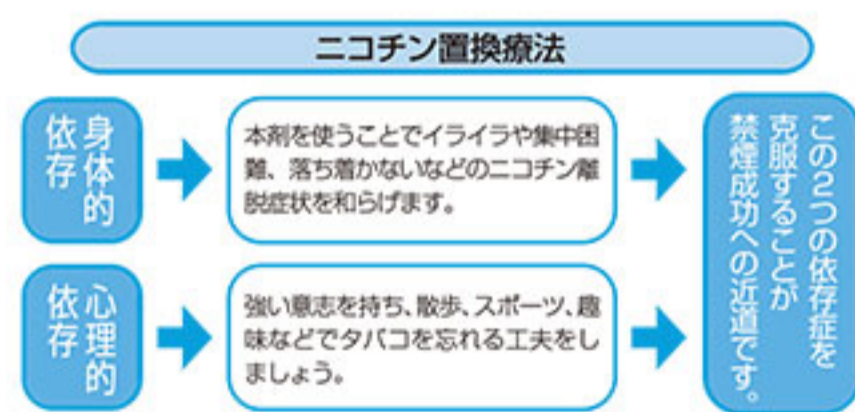 ニコチン置換療法
身体的
依存
本剤を使うことでイライラや集中困
難、落ち着かないなどのニコチン離
脱症状を和らげます。
心理的
依存
強い意志を持ち、散歩、スポーツ、趣
味などでタバコを忘れる工夫をし
ましょう。
この2つの依存症を
克服することが
禁煙成功への近道です。